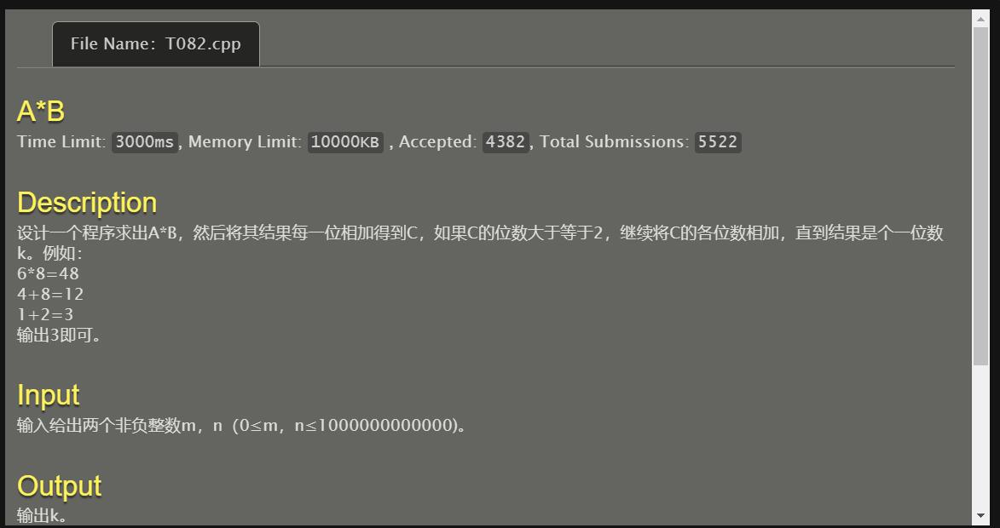 File Name：T082.cpp
A*B
Time Limit: 3000ms, Memory Limit: 10000KB , Accepted: 4382, Total Submissions: 5522
Description
设计一个程序求出A*B，然后将其结果每一位相加得到C，如果C的位数大于等于2，继续将C的各位数相加，直到结果是个一位数
k。例如：
6*8=48
4+8=12
1+2=3
输出3即可。
Input
输入给出两个非负整数m，n（0≤m，n≤1000000000000)。
Output
输出k。